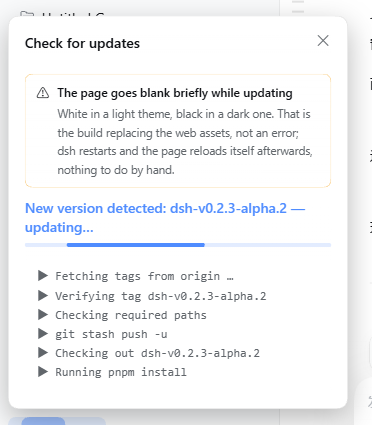 Check for updates
The page goes blank briefly while updating
White in a light theme, black in a dark one. That is
the build replacing the web assets, not an error;
dsh restarts and the page reloads itself afterwards,
nothing to do by hand.
New version detected: dsh-v0.2.3-alpha.2 —
updating...
▶ Fetching tags from origin …
▶ Verifying tag dsh-v0.2.3-alpha.2
▶ Checking required paths
▶ git stash push -u
▶ Checking out dsh-v0.2.3-alpha.2
▶ Running pnpm install